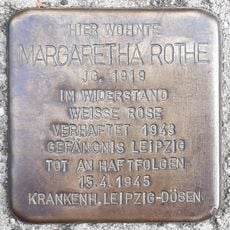 HIER WOHNTE
MARGARETHA ROTHE
JG. 1919
IM WIDERSTAND
WEISSE ROSE
VERHAFTET 1943
GEFÄNGNIS LEIPZIG
TOT AN HAFTFOLGEN
15.4.1945
KRANKENH. LEIPZIG-DÖSEN